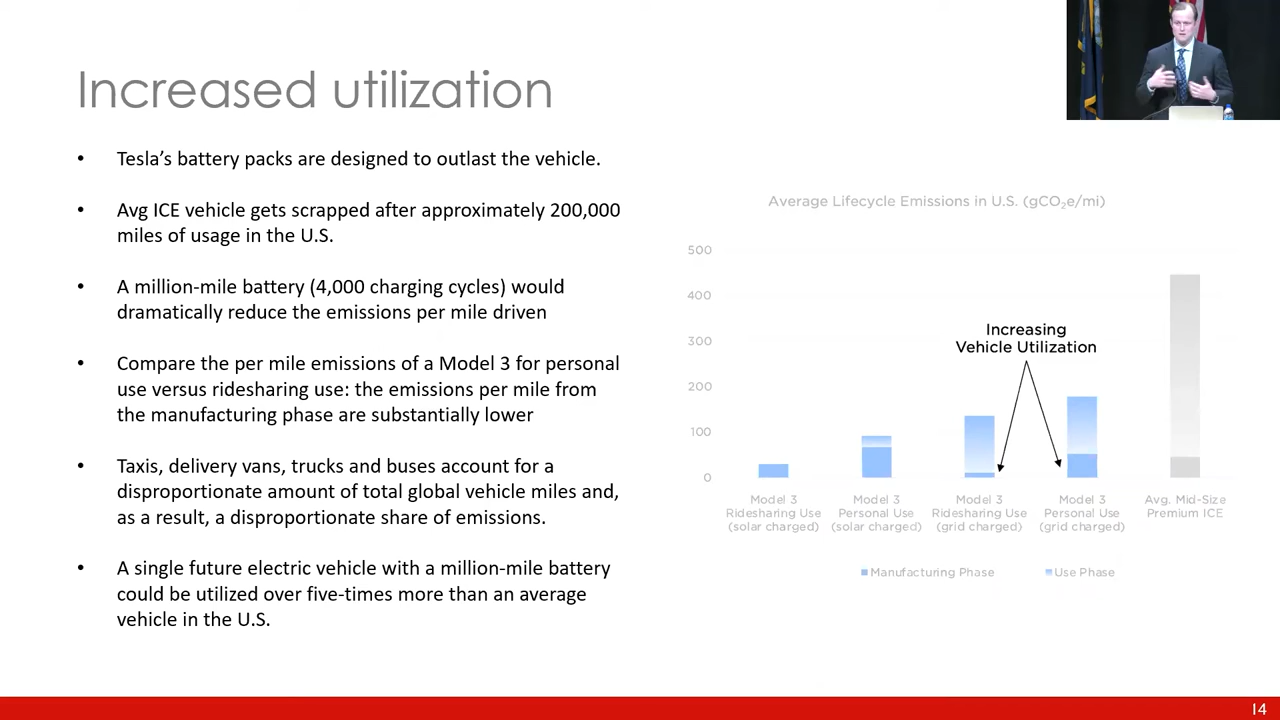 Increased utilization
• Tesla's battery packs are designed to outlast the vehicle.
• Avg ICE vehicle gets scrapped after approximately 200,000
miles of usage in the U.S.
• A million-mile battery (4,000 charging cycles) would
dramatically reduce the emissions per mile driven
• Compare the per mile emissions of a Model 3 for personal
use versus ridesharing use: the emissions per mile from
the manufacturing phase are substantially lower
• Taxis, delivery vans, trucks and buses account for a
disproportionate amount of total global vehicle miles and,
as a result, a disproportionate share of emissions.
• A single future electric vehicle with a million-mile battery
could be utilized over five-times more than an average
vehicle in the U.S.
Average Lifecycle Emissions in U.S. (gCO₂e/mi)
500
400
300
200
100
0
Increasing
Vehicle Utilization
Model 3
Ridesharing Use
(solar charged)
Model 3
Personal Use
(solar charged)
Model 3
Ridesharing Use
(grid charged)
Model 3
Personal Use
(grid charged)
Avg. Mid-Size
Premium ICE
Manufacturing Phase
Use Phase
14